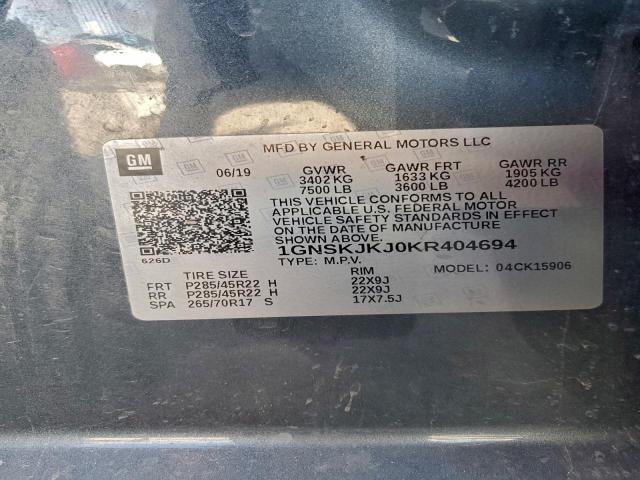 MFD BY GENERAL MOTORS LLC
GM
06/19 GVWR GAWR FRT GAWR RR
3402 KG 1633 KG 1905 KG
7500 LB 3600 LB 4200 LB
THIS VEHICLE CONFORMS TO ALL
APPLICABLE U.S. FEDERAL MOTOR
VEHICLE SAFETY STANDARDS IN EFFECT
ON THE DATE OF MANUFACTURE
SHOWN ABOVE.
1GNSKJKJ0KR404694
626D
TYPE: M.P.V. MODEL: 04CK15906
TIRE SIZE RIM
FRT P285/45R22 H 22X9J
RR P285/45R22 H 22X9J
SPA 265/70R17 S 17X7.5J